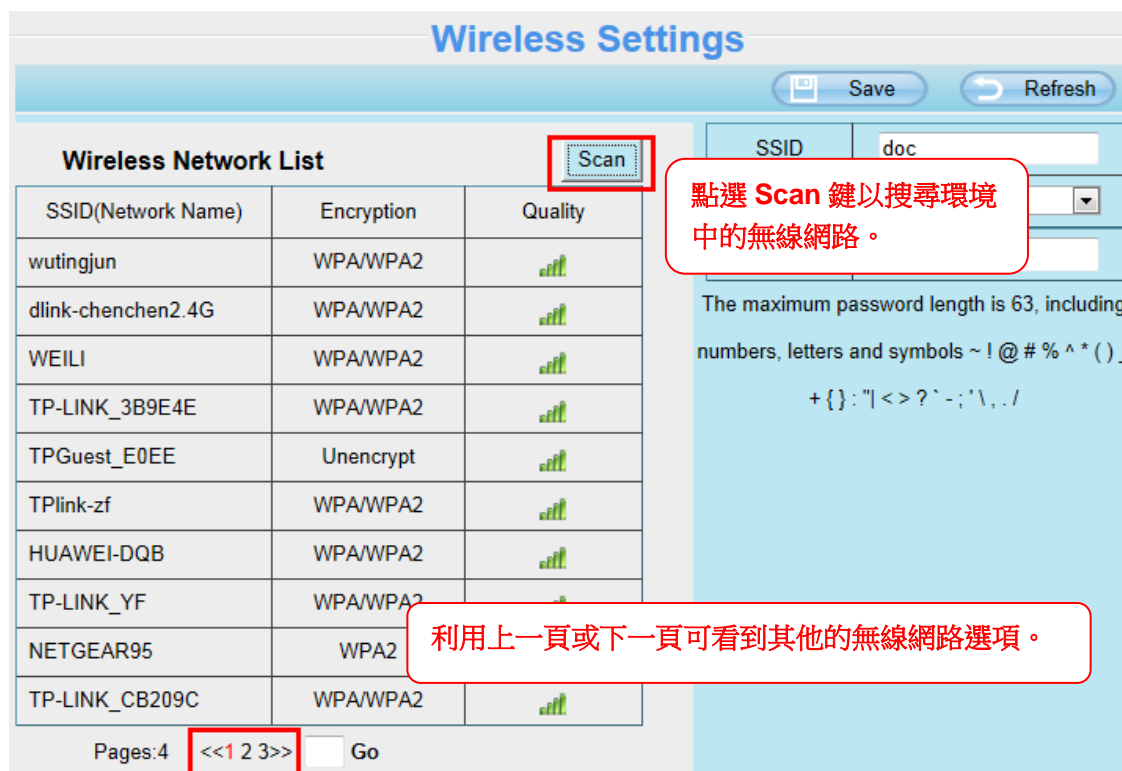 Wireless Settings
Save Refresh
Wireless Network List Scan
SSID doc
點選 Scan 鍵以搜尋環境
中的無線網路。
SSID(Network Name) Encryption Quality
wutingjun WPA/WPA2
dlink-chenchen2.4G WPA/WPA2
WEILI WPA/WPA2
TP-LINK_3B9E4E WPA/WPA2
TPGuest_E0EE Unencrypt
TPlink-zf WPA/WPA2
HUAWEI-DQB WPA/WPA2
TP-LINK_YF WPA/WPA2
NETGEAR95 WPA2
TP-LINK_CB209C WPA/WPA2
The maximum password length is 63, including
numbers, letters and symbols ~ ! @ # % ^ * ( ) _
+ { } : "| < > ? ` - ; ' \ , . /
利用上一頁或下一頁可看到其他的無線網路選項。
Pages:4 <<1 2 3>> Go